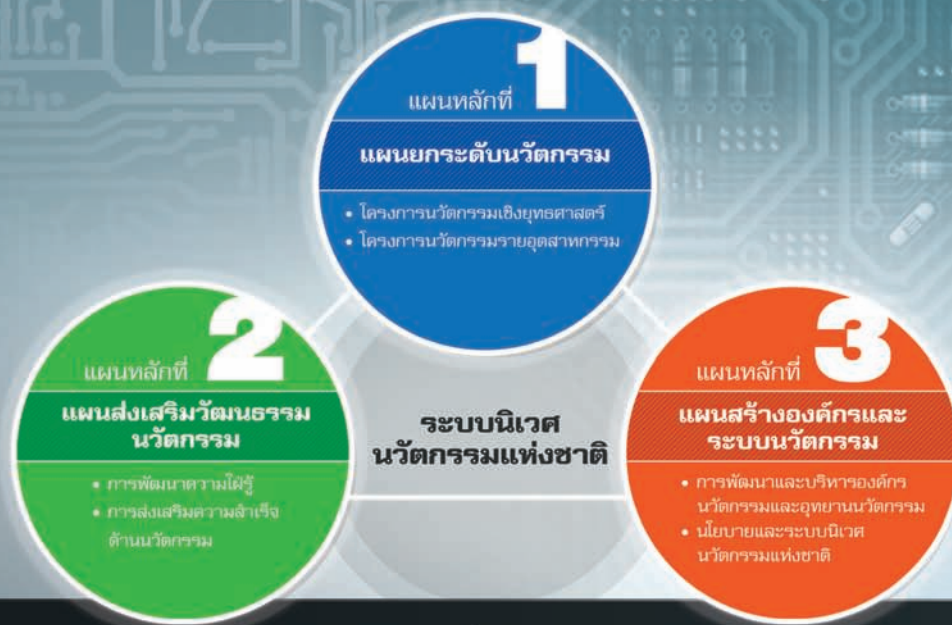 แผนหลักที่ 1
แผนยกระดับนวัตกรรม
• โครงการนวัตกรรมเชิงยุทธศาสตร์
• โครงการนวัตกรรมรายอุตสาหกรรม
แผนหลักที่ 2
แผนส่งเสริมวัฒนธรรม
นวัตกรรม
• การพัฒนาความใฝ่รู้
• การส่งเสริมความสำเร็จ
ด้านนวัตกรรม
ระบบนิเวศ
นวัตกรรมแห่งชาติ
แผนหลักที่ 3
แผนสร้างองค์กรและ
ระบบนวัตกรรม
• การพัฒนาและบริหารองค์กร
นวัตกรรมและอุทยานนวัตกรรม
• นโยบายและระบบนิเวศ
นวัตกรรมแห่งชาติ